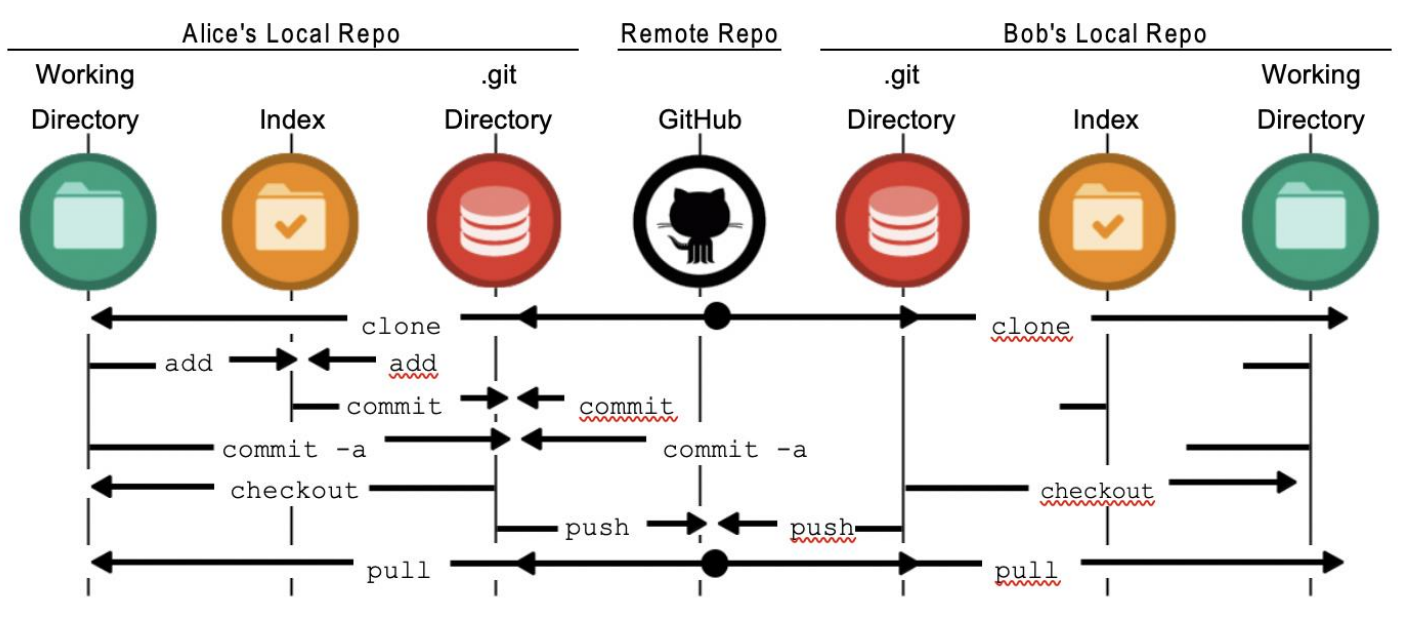 Alice's Local Repo Remote Repo Bob's Local Repo
Working .git .git Working
Directory Index Directory GitHub Directory Index Directory
clone clone
add add
commit commit
commit -a commit -a
checkout checkout
push push
pull pull